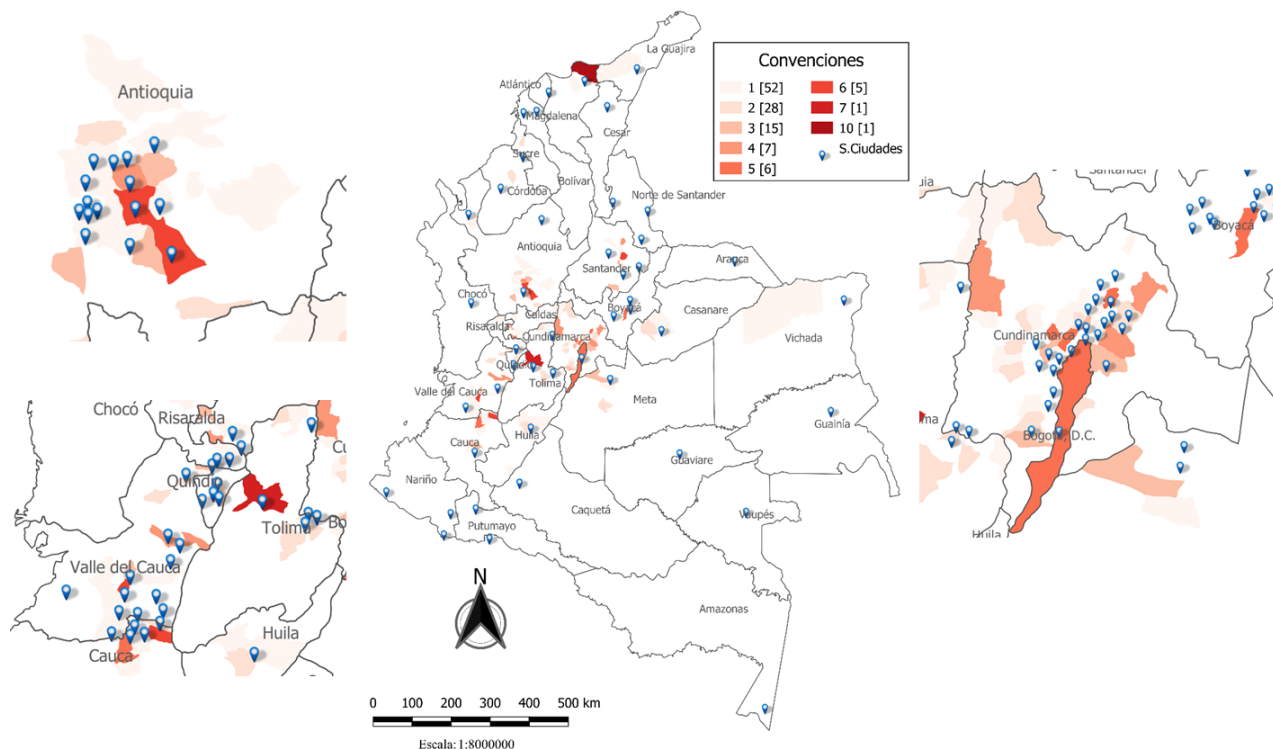 Antioquia
Chocó
Risaralda
Quindío
Cu
Tolima
Bo
Valle del Cauca
Huila
Cauca
La Guajira
Atlántico
Magdalena
Cesar
Sucre
Bolívar
Córdoba
Norte de Santander
Antioquia
Santander
Arauca
Chocó
Boyacá
Caldas
Casanare
Risaralda
Cundinamarca
Vichada
Quindío
Tolima
Valle del Cauca
Meta
Guainía
Huila
Cauca
Guaviare
Nariño
Caquetá
Vaupés
Putumayo
Amazonas
N
0 100 200 300 400 500 km
Escala: 1:8000000
Convenciones
1 [52]
2 [28]
3 [15]
4 [7]
5 [6]
6 [5]
7 [1]
10 [1]
S.Ciudades
Santander
uia
Boyacá
Cundinamarca
ma
Bogotá, D.C.
Huila